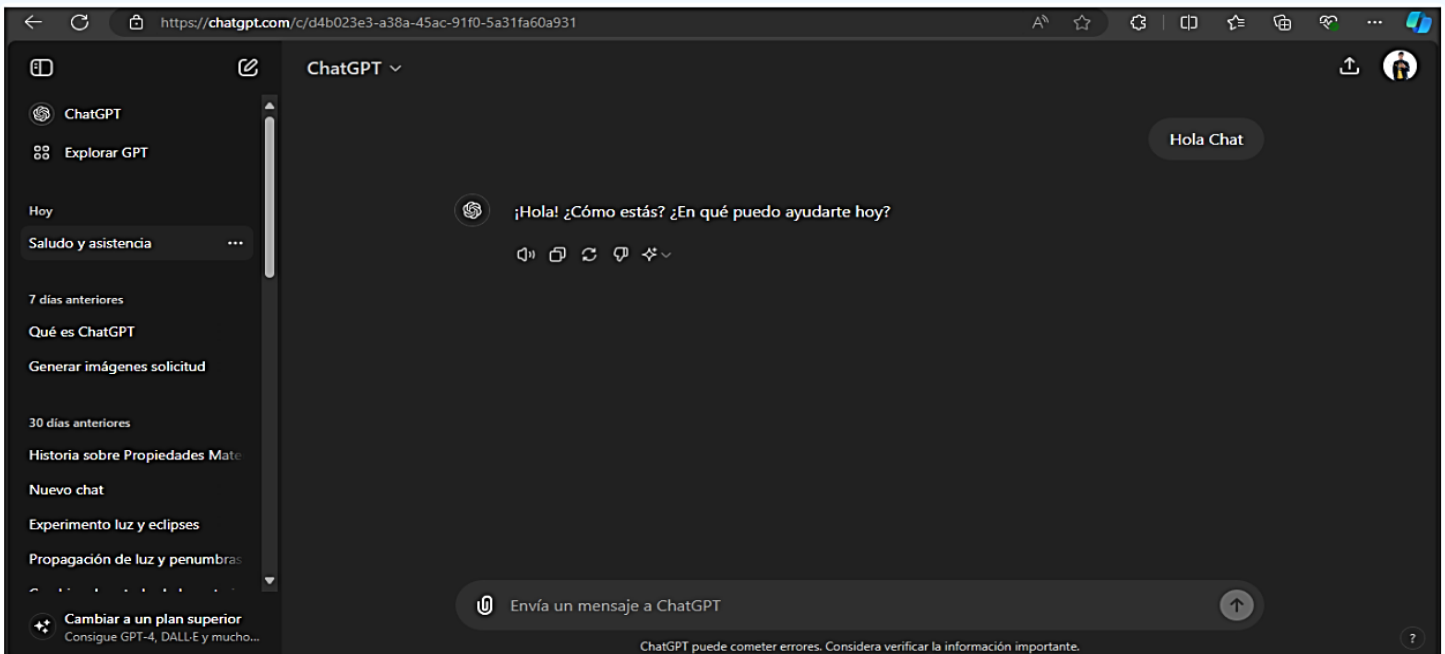 https://chatgpt.com/c/d4b023e3-a38a-45ac-91f0-5a31fa60a931
ChatGPT
ChatGPT
Explorar GPT
Hoy
Saludo y asistencia
7 días anteriores
Qué es ChatGPT
Generar imágenes solicitud
30 días anteriores
Historia sobre Propiedades Mate
Nuevo chat
Experimento luz y eclipses
Propagación de luz y penumbras
Cambiar a un plan superior
Consigue GPT-4, DALL·E y mucho...
Hola Chat
¡Hola! ¿Cómo estás? ¿En qué puedo ayudarte hoy?
Envía un mensaje a ChatGPT
ChatGPT puede cometer errores. Considera verificar la información importante.
?